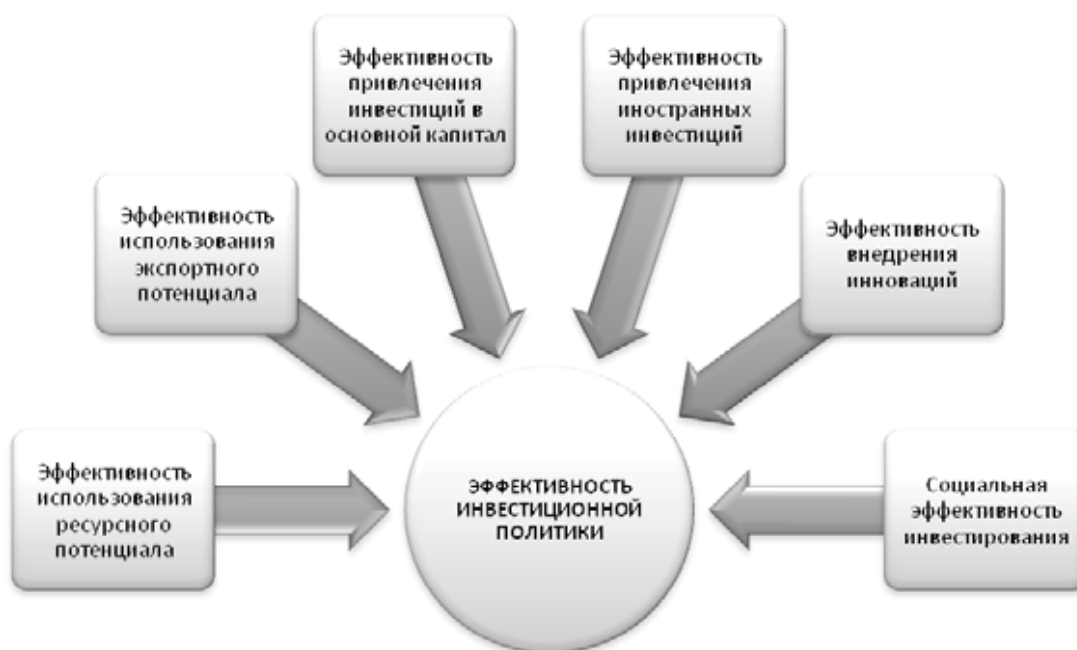 Эффективность
привлечения
инвестиций в
основной капитал
Эффективность
привлечения
иностранных
инвестиций
Эффективность
использования
экспортного
потенциала
Эффективность
внедрения
инноваций
Эффективность
использования
ресурсного
потенциала
ЭФФЕКТИВНОСТЬ
ИНВЕСТИЦИОННОЙ
ПОЛИТИКИ
Социальная
эффективность
инвестирования